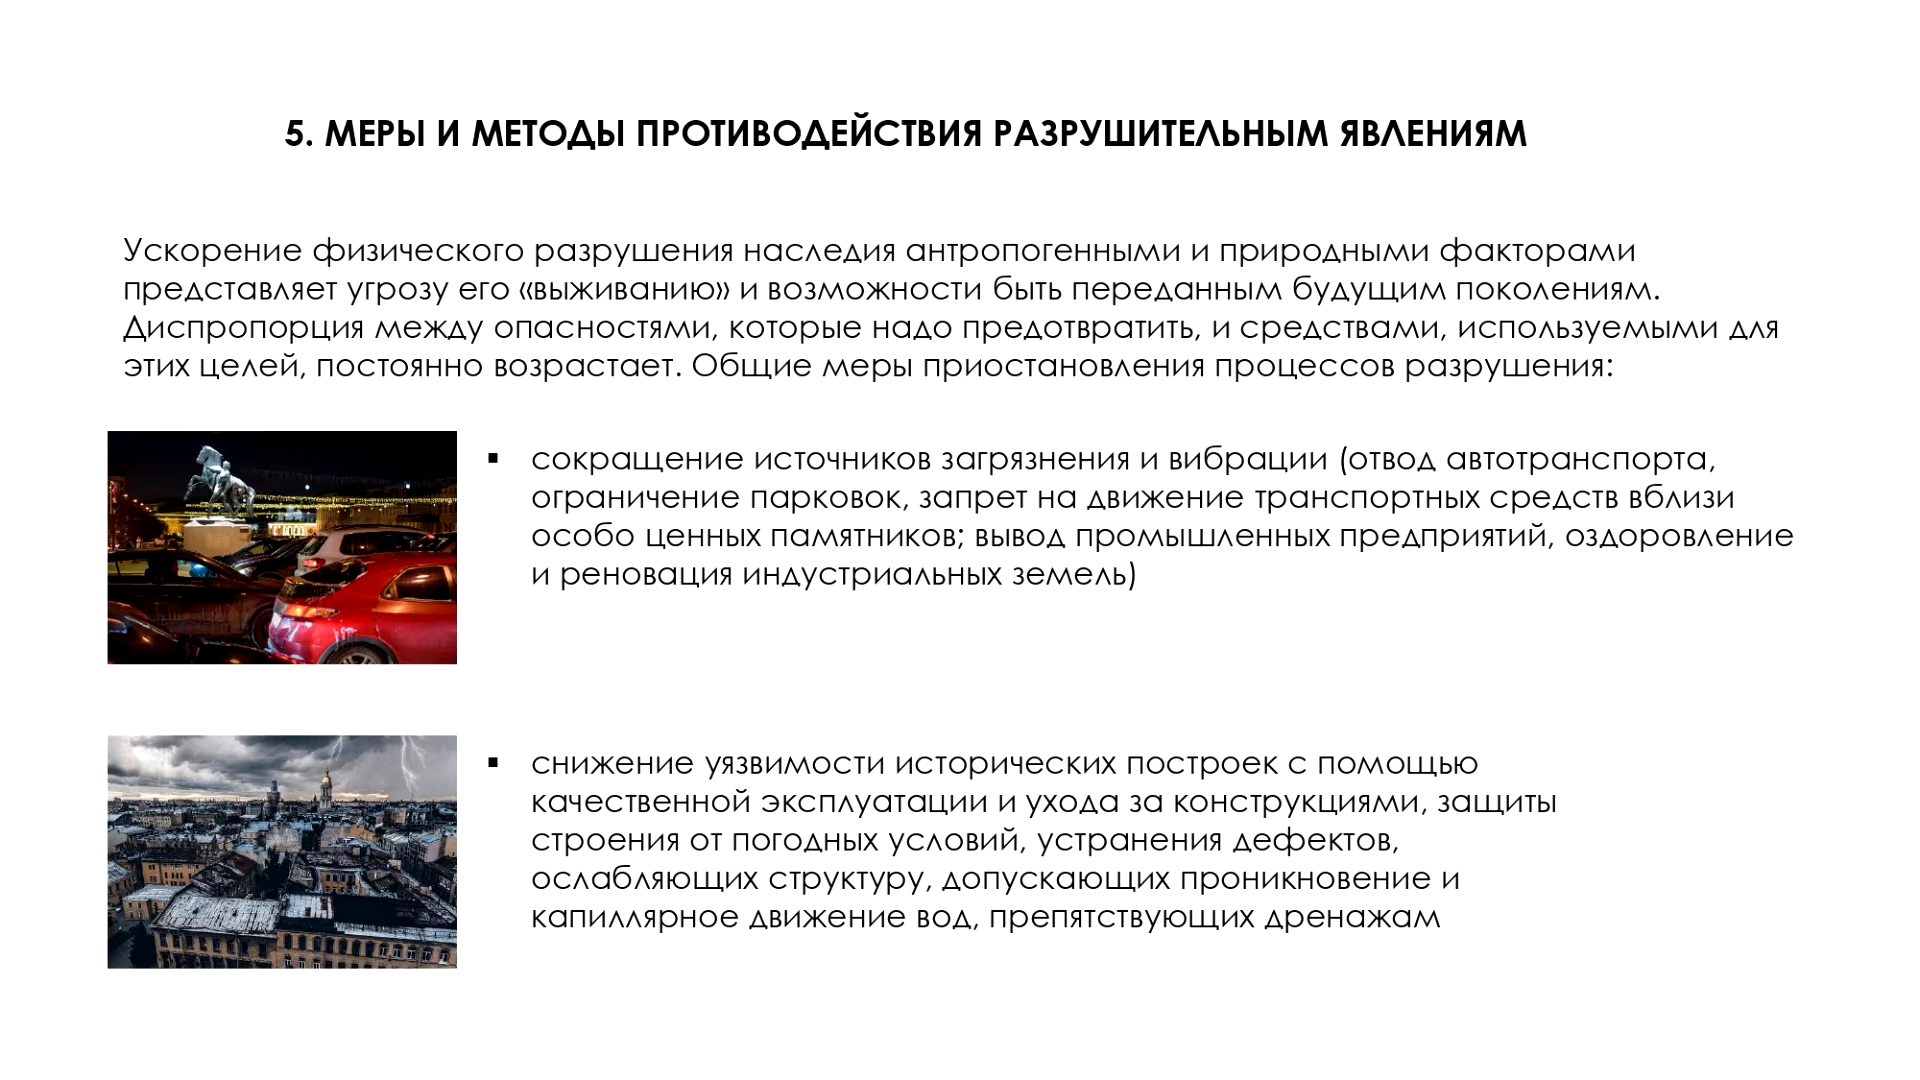 5. МЕРЫ И МЕТОДЫ ПРОТИВОДЕЙСТВИЯ РАЗРУШИТЕЛЬНЫМ ЯВЛЕНИЯМ
Ускорение физического разрушения наследия антропогенными и природными факторами
представляет угрозу его «выживанию» и возможности быть переданным будущим поколениям.
Диспропорция между опасностями, которые надо предотвратить, и средствами, используемыми для
этих целей, постоянно возрастает. Общие меры приостановления процессов разрушения:
▪ сокращение источников загрязнения и вибрации (отвод автотранспорта,
ограничение парковок, запрет на движение транспортных средств вблизи
особо ценных памятников; вывод промышленных предприятий, оздоровление
и реновация индустриальных земель)
▪ снижение уязвимости исторических построек с помощью
качественной эксплуатации и ухода за конструкциями, защиты
строения от погодных условий, устранения дефектов,
ослабляющих структуру, допускающих проникновение и
капиллярное движение вод, препятствующих дренажам